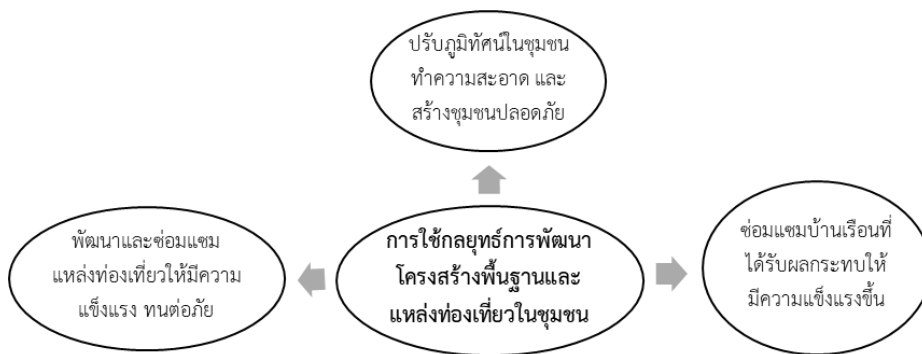 ปรับภูมิทัศน์ในชุมชน
ทำความสะอาด และ
สร้างชุมชนปลอดภัย
พัฒนาและซ่อมแซม
แหล่งท่องเที่ยวให้มีความ
แข็งแรง ทนต่อภัย
การใช้กลยุทธ์การพัฒนา
โครงสร้างพื้นฐานและ
แหล่งท่องเที่ยวในชุมชน
ซ่อมแซมบ้านเรือนที่
ได้รับผลกระทบให้
มีความแข็งแรงขึ้น